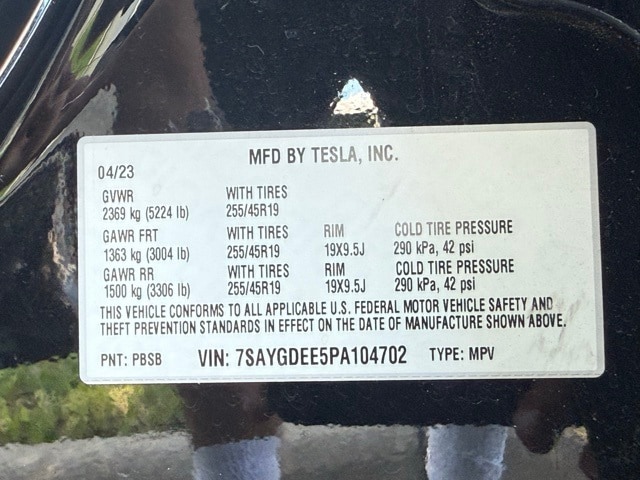 MFD BY TESLA, INC.
04/23
GVWR WITH TIRES
2369 kg (5224 lb) 255/45R19
GAWR FRT WITH TIRES RIM COLD TIRE PRESSURE
1363 kg (3004 lb) 255/45R19 19X9.5J 290 kPa, 42 psi
GAWR RR WITH TIRES RIM COLD TIRE PRESSURE
1500 kg (3306 lb) 255/45R19 19X9.5J 290 kPa, 42 psi
THIS VEHICLE CONFORMS TO ALL APPLICABLE U.S. FEDERAL MOTOR VEHICLE SAFETY AND
THEFT PREVENTION STANDARDS IN EFFECT ON THE DATE OF MANUFACTURE SHOWN ABOVE.
PNT: PBSB VIN: 7SAYGDEE5PA104702 TYPE: MPV